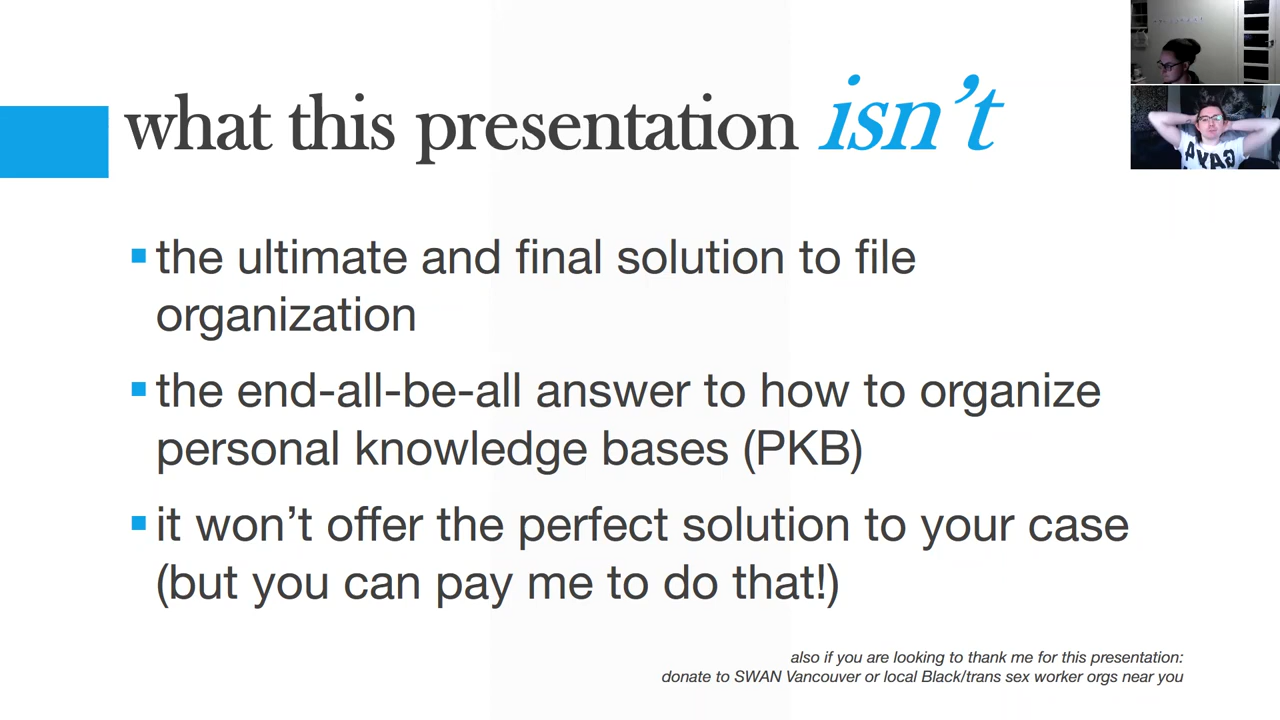 what this presentation isn't
▪ the ultimate and final solution to file
organization
▪ the end-all-be-all answer to how to organize
personal knowledge bases (PKB)
▪ it won’t offer the perfect solution to your case
(but you can pay me to do that!)
also if you are looking to thank me for this presentation:
donate to SWAN Vancouver or local Black/trans sex worker orgs near you